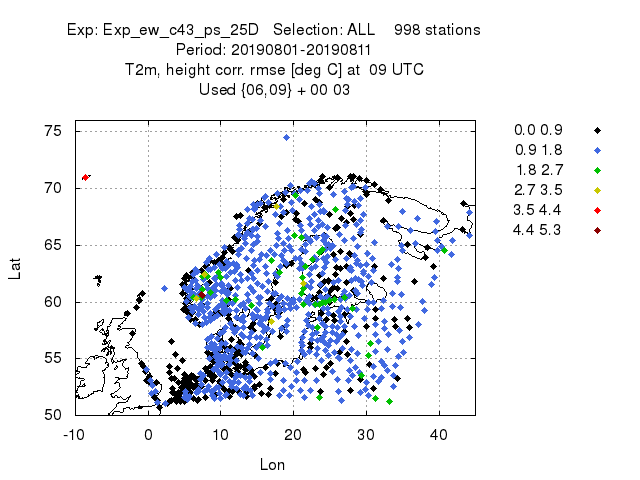 Exp: Exp_ew_c43_ps_25D   Selection: ALL    998 stations
Period: 20190801-20190811
T2m, height corr. rmse [deg C] at  09 UTC
Used {06,09} + 00 03
75
70
65
60
55
50
Lat
-10 0 10 20 30 40
Lon
0.0 0.9
0.9 1.8
1.8 2.7
2.7 3.5
3.5 4.4
4.4 5.3